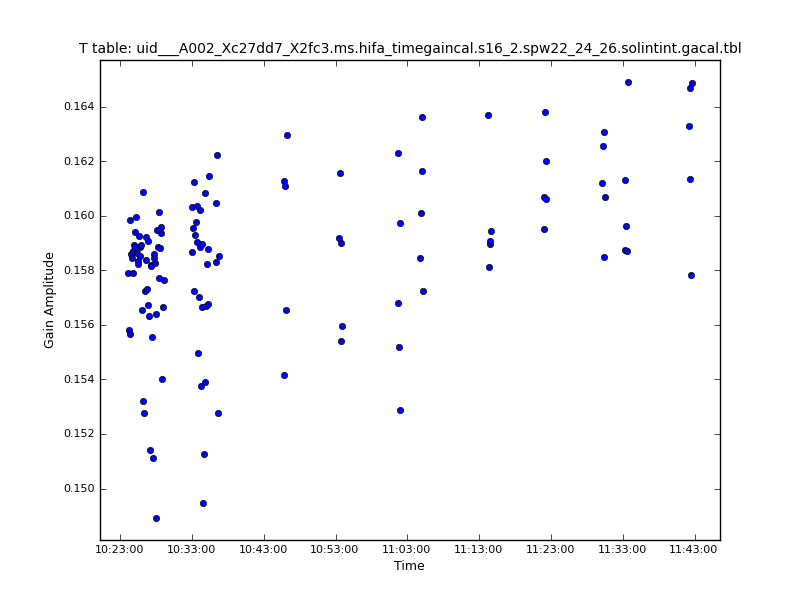 T table: uid___A002_Xc27dd7_X2fc3.ms.hifa_timegaincal.s16_2.spw22_24_26.solintint.gacal.tbl
0.164
0.162
0.160
0.158
0.156
0.154
0.152
0.150
Gain Amplitude
10:23:00 10:33:00 10:43:00 10:53:00 11:03:00 11:13:00 11:23:00 11:33:00 11:43:00
Time